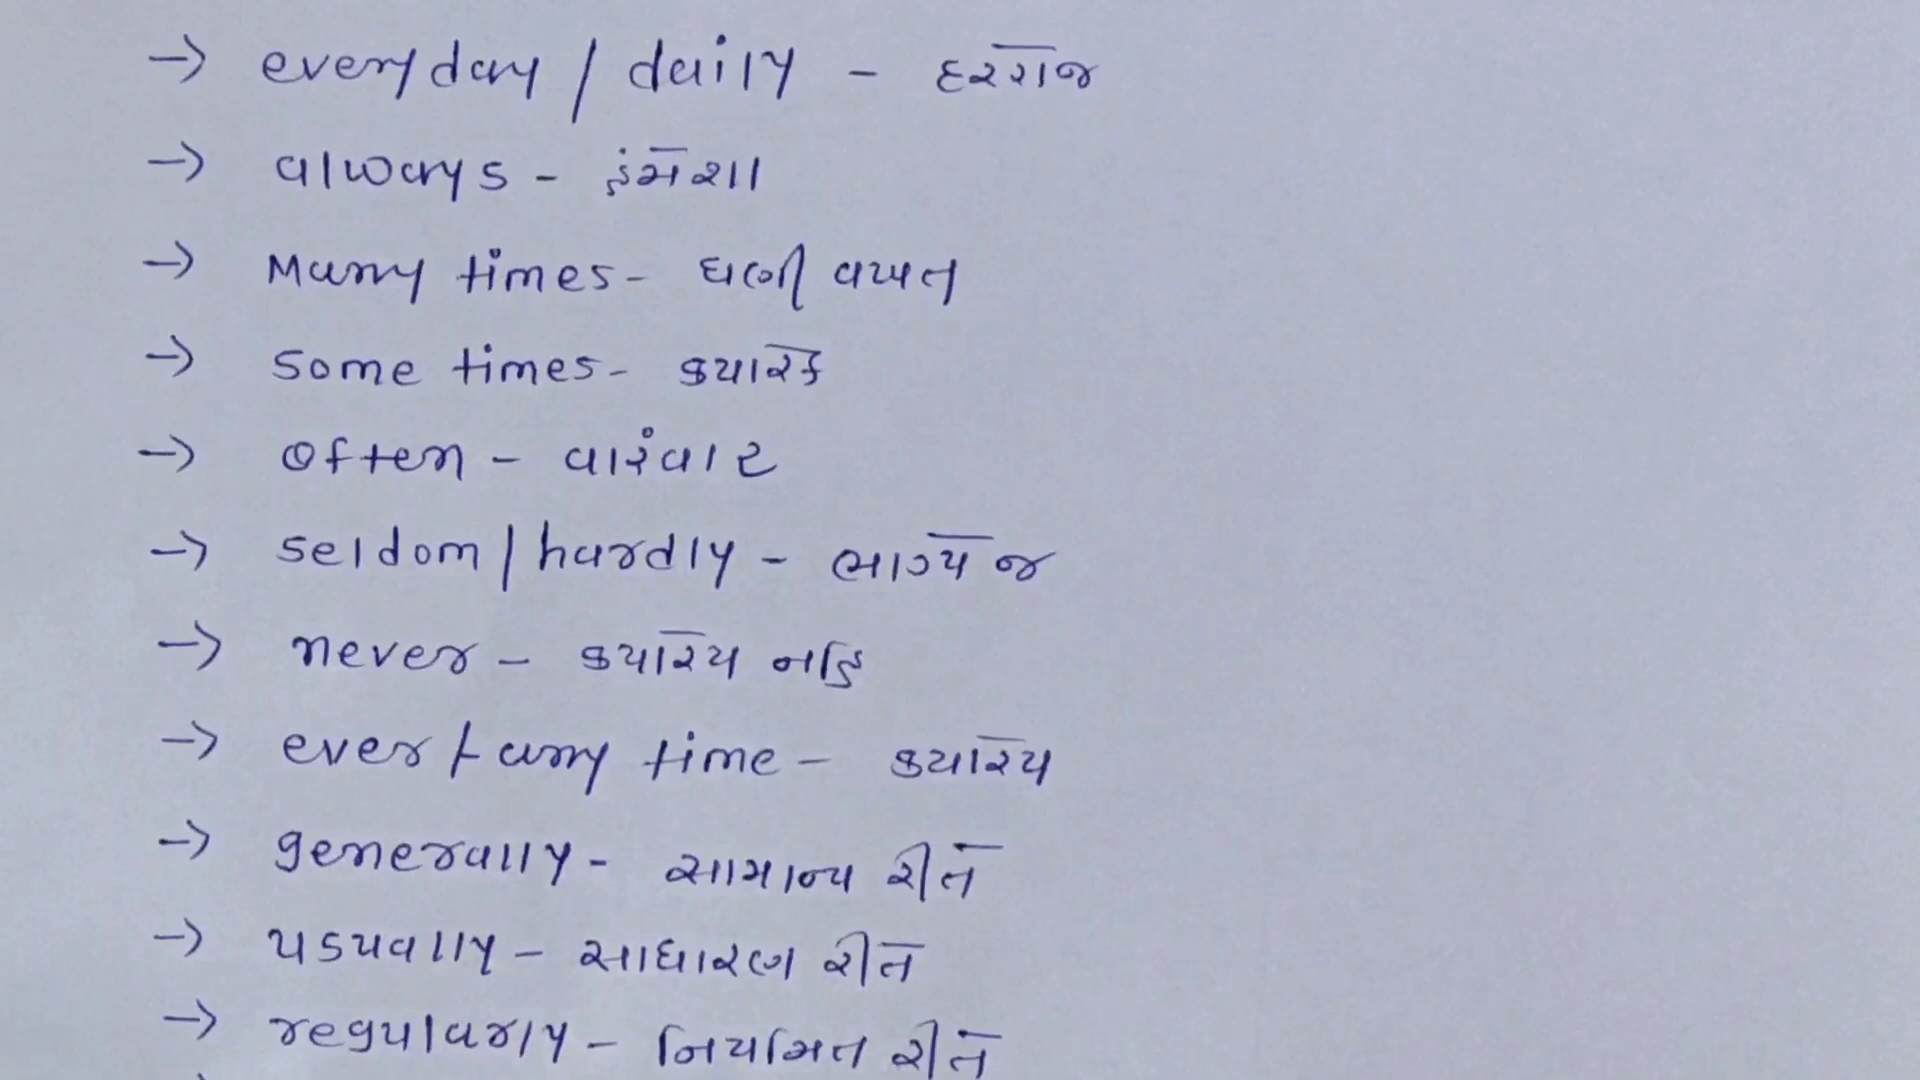 → everyday / daily - દરરોજ
→ always - હંમેશા
→ Many times - ઘણી વખત
→ some times - ક્યારેક
→ often - વારંવાર
→ seldom / hardly - ભાગ્યે જ
→ never - ક્યારેય નહિ
→ ever / any time - ક્યારેય
→ generally - સામાન્ય રીતે
→ usually - સાધારણ રીતે
→ regularly - નિયમિત રીતે